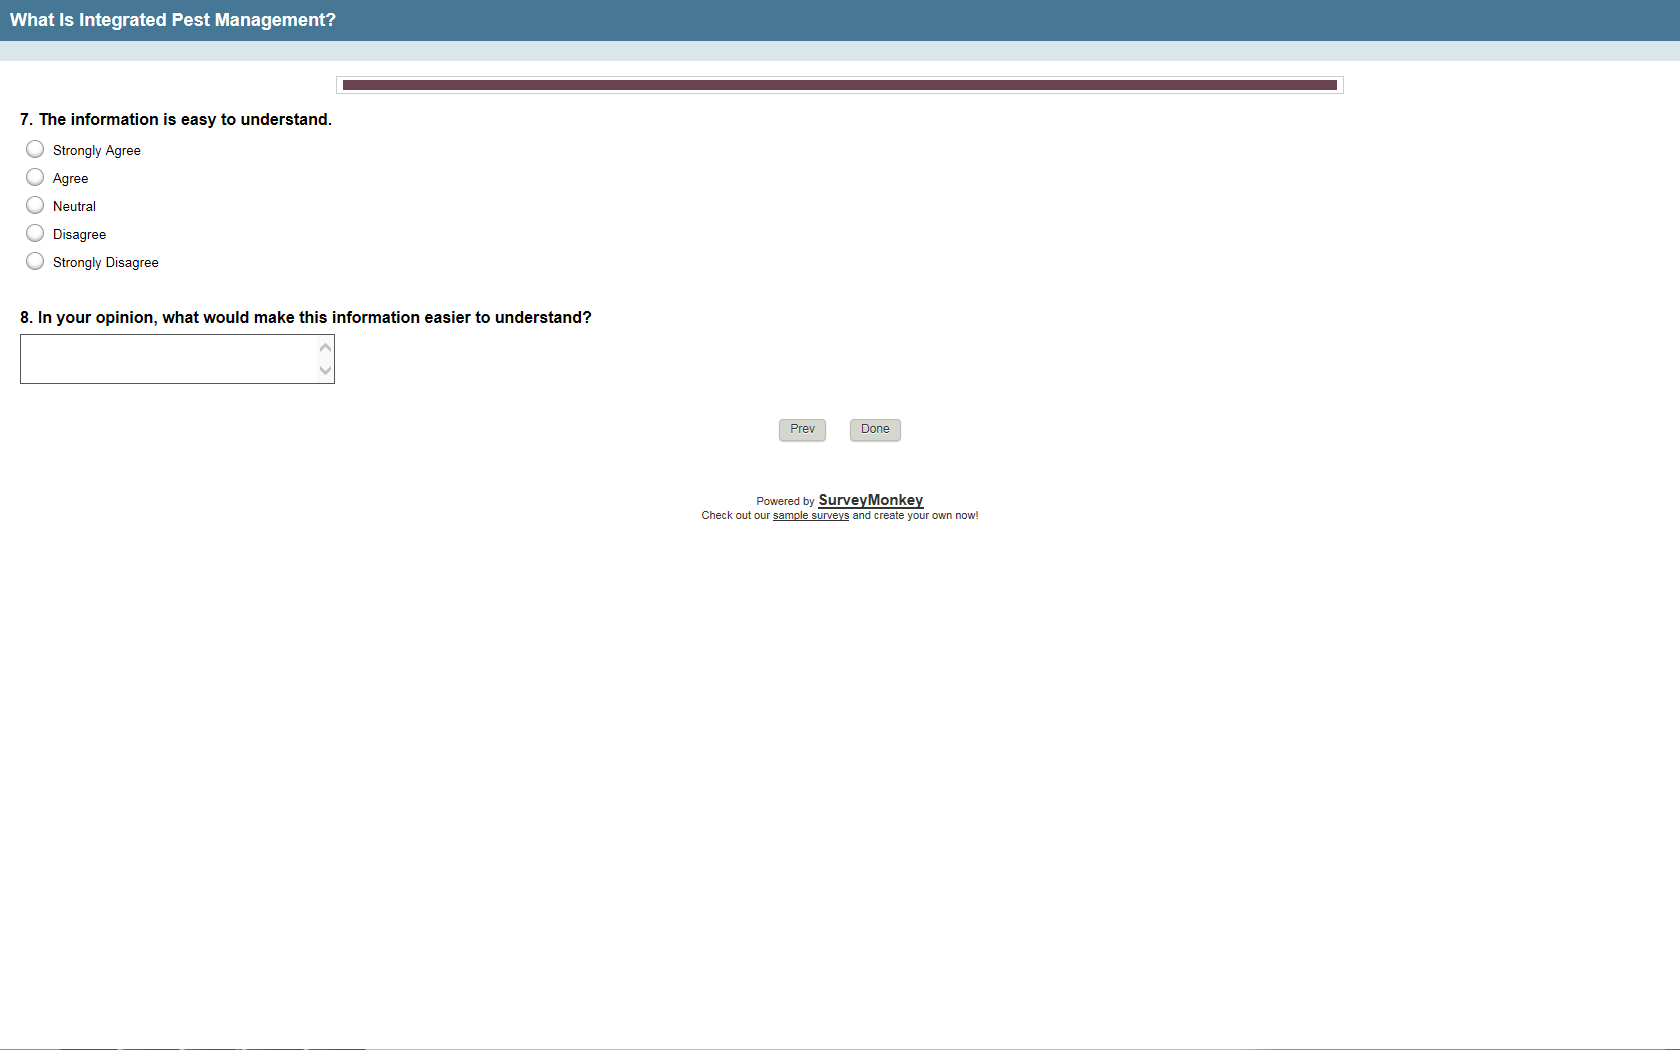 What Is Integrated Pest Management?
7. The information is easy to understand.
Strongly Agree
Agree
Neutral
Disagree
Strongly Disagree
8. In your opinion, what would make this information easier to understand?
Prev Done
Powered by SurveyMonkey
Check out our sample surveys and create your own now!